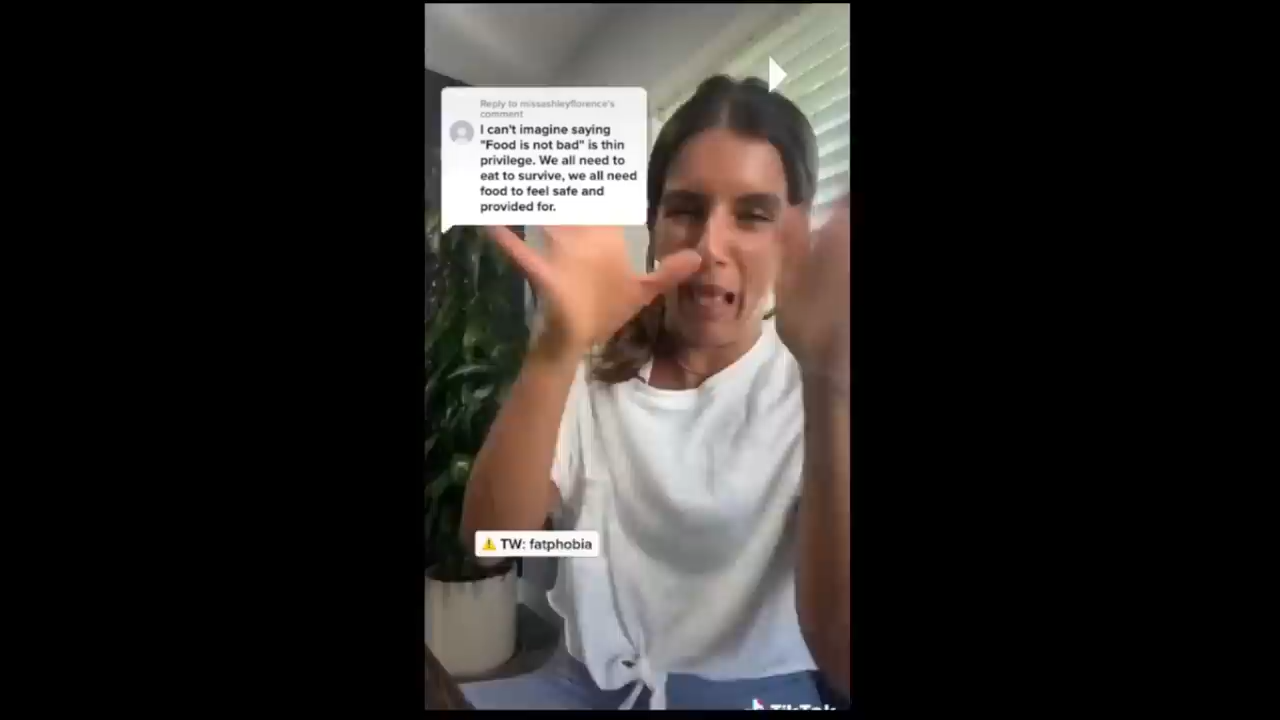 Reply to missashleyflorence's
comment
I can't imagine saying
"Food is not bad" is thin
privilege. We all need to
eat to survive, we all need
food to feel safe and
provided for.
⚠️ TW: fatphobia
TikTok